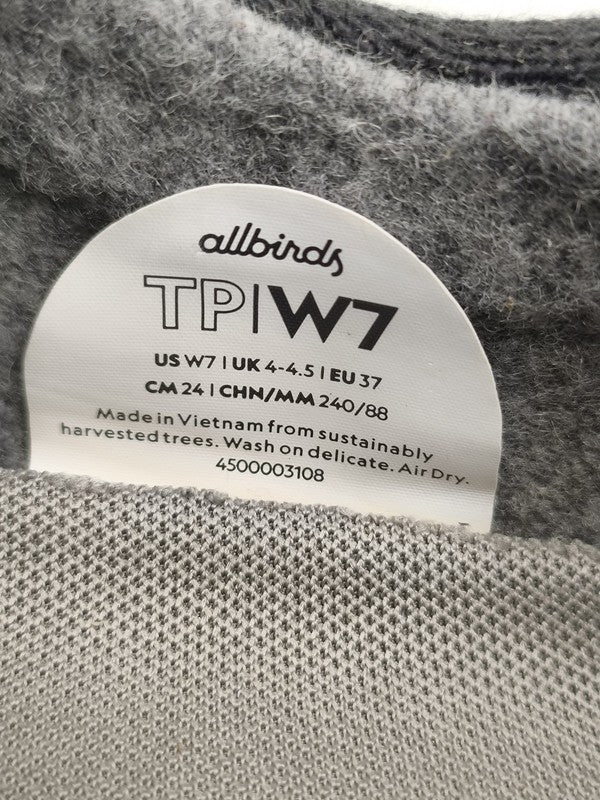 allbirds
TP|W7
US W7 | UK 4-4.5 | EU 37
CM 24 | CHN/MM 240/88
Made in Vietnam from sustainably
harvested trees. Wash on delicate. Air Dry.
4500003108